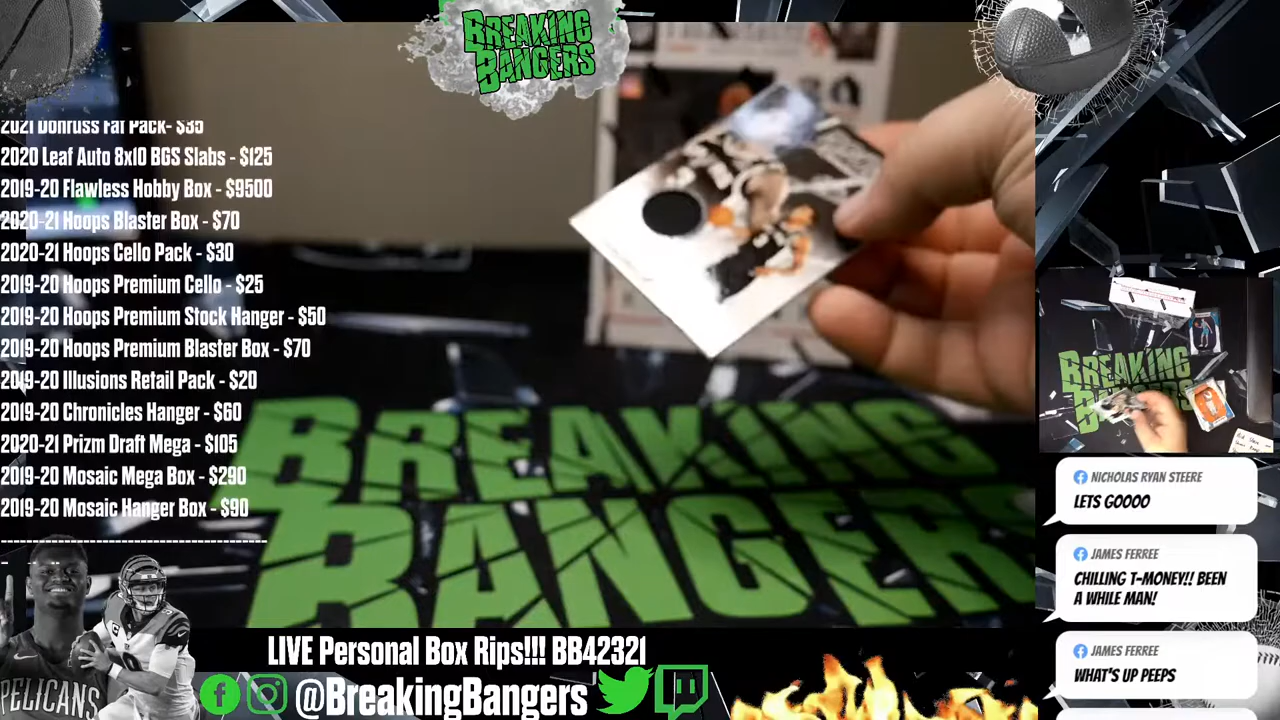 BREAKING
BANGERS
2021 Donruss Fat Pack- $35
2020 Leaf Auto 8x10 BGS Slabs - $125
2019-20 Flawless Hobby Box - $9500
2020-21 Hoops Blaster Box - $70
2020-21 Hoops Cello Pack - $30
2019-20 Hoops Premium Cello - $25
2019-20 Hoops Premium Stock Hanger - $50
2019-20 Hoops Premium Blaster Box - $70
2019-20 Illusions Retail Pack - $20
2019-20 Chronicles Hanger - $60
2020-21 Prizm Draft Mega - $105
2019-20 Mosaic Mega Box - $290
2019-20 Mosaic Hanger Box - $90
BREAKING
BANGERS
BREAKING
NICHOLAS RYAN STEERE
LETS GOOOO
JAMES FERREE
CHILLING T-MONEY!! BEEN
A WHILE MAN!
JAMES FERREE
WHAT'S UP PEEPS
PELICANS
LIVE Personal Box Rips!!! BB42321
@BreakingBangers